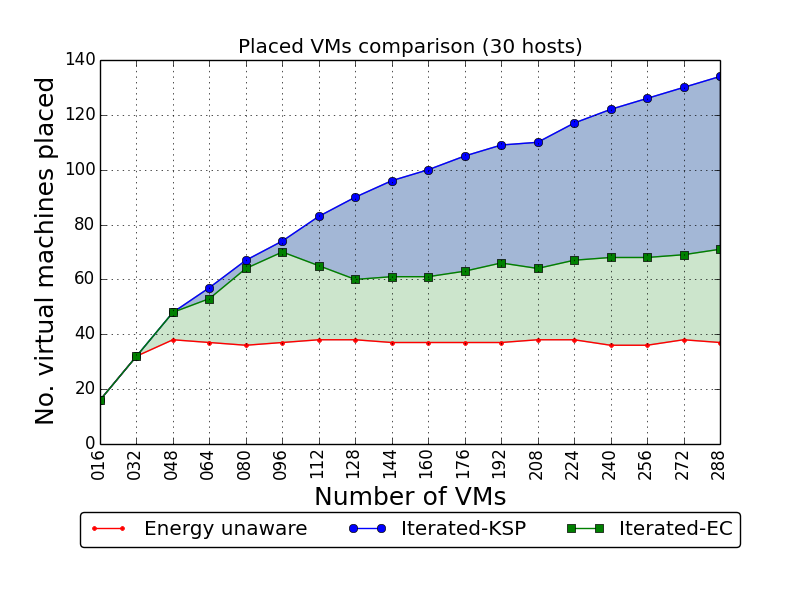 Placed VMs comparison (30 hosts)
140
120
100
80
60
40
20
0
No. virtual machines placed
016 032 048 064 080 096 112 128 144 160 176 192 208 224 240 256 272 288
Number of VMs
Energy unaware Iterated-KSP Iterated-EC